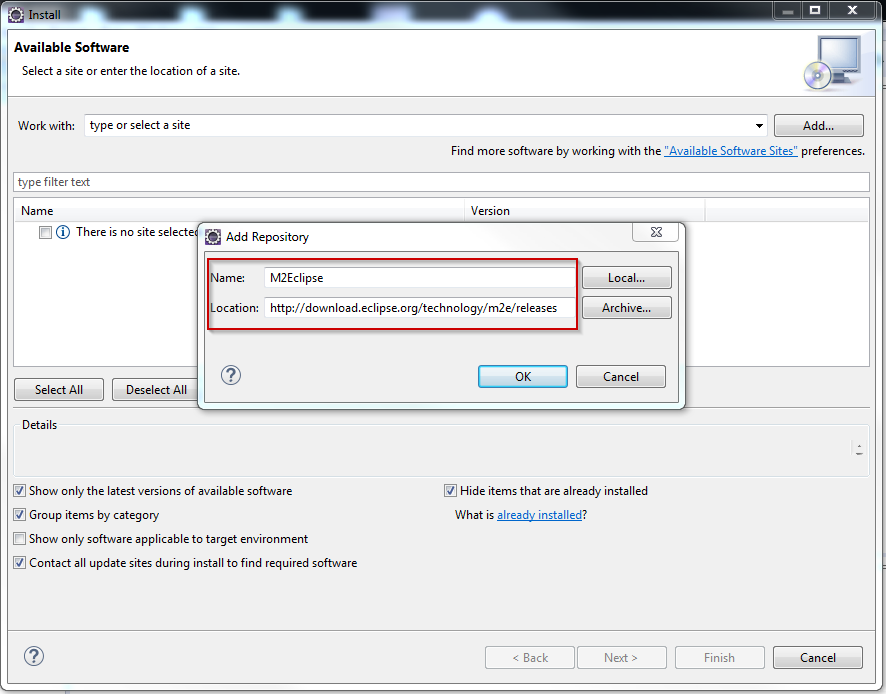 Install
Available Software
Select a site or enter the location of a site.
Work with: type or select a site Add...
Find more software by working with the "Available Software Sites" preferences.
type filter text
Name Version
There is no site selected
Add Repository
Name: M2Eclipse Local...
Location: http://download.eclipse.org/technology/m2e/releases Archive...
OK Cancel
Select All Deselect All
Details
Show only the latest versions of available software Hide items that are already installed
Group items by category What is already installed?
Show only software applicable to target environment
Contact all update sites during install to find required software
< Back Next > Finish Cancel